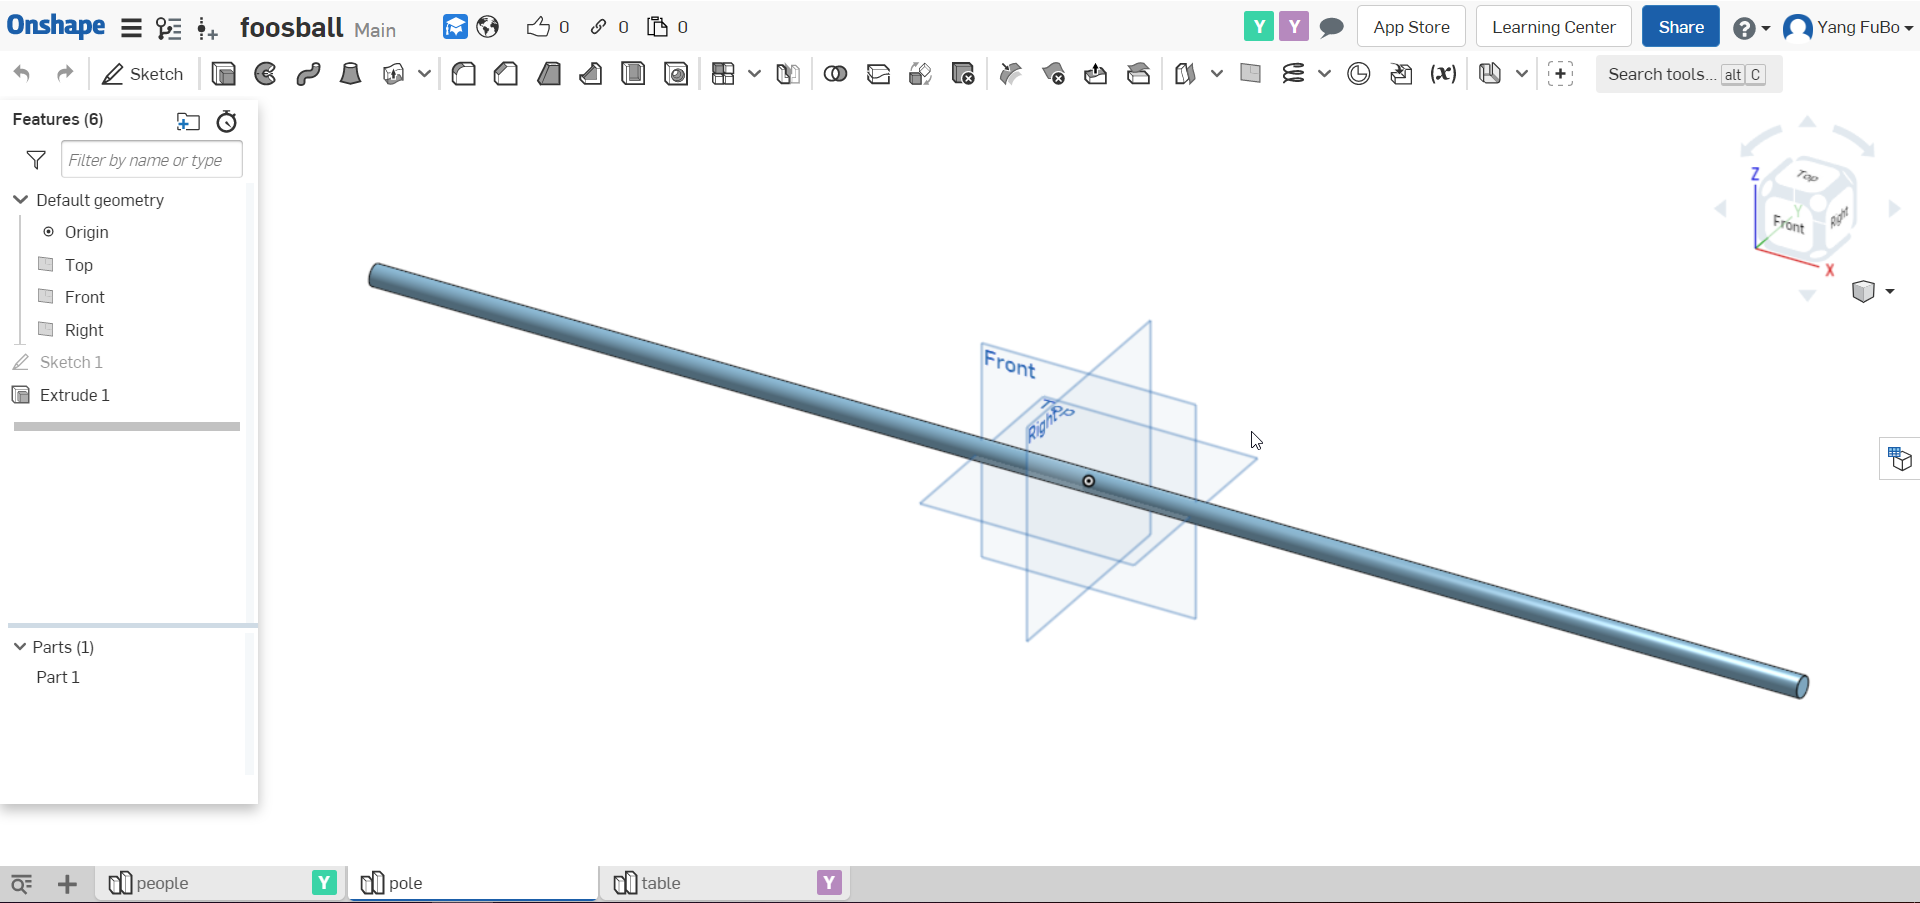 Onshape
foosball Main
0
0
0
Y
Y
App Store
Learning Center
Share
Yang FuBo
Sketch
(x)
Search tools... alt C
Features (6)
Filter by name or type
Default geometry
Origin
Top
Front
Right
Sketch 1
Extrude 1
Parts (1)
Part 1
Front
Top
Right
Z
Top
Y
Front
Right
X
people
Y
pole
table
Y